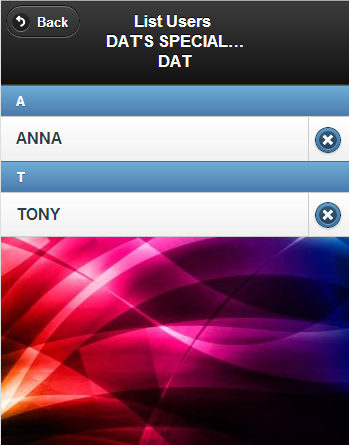 Back
List Users
DAT'S SPECIAL...
DAT
A
ANNA
T
TONY